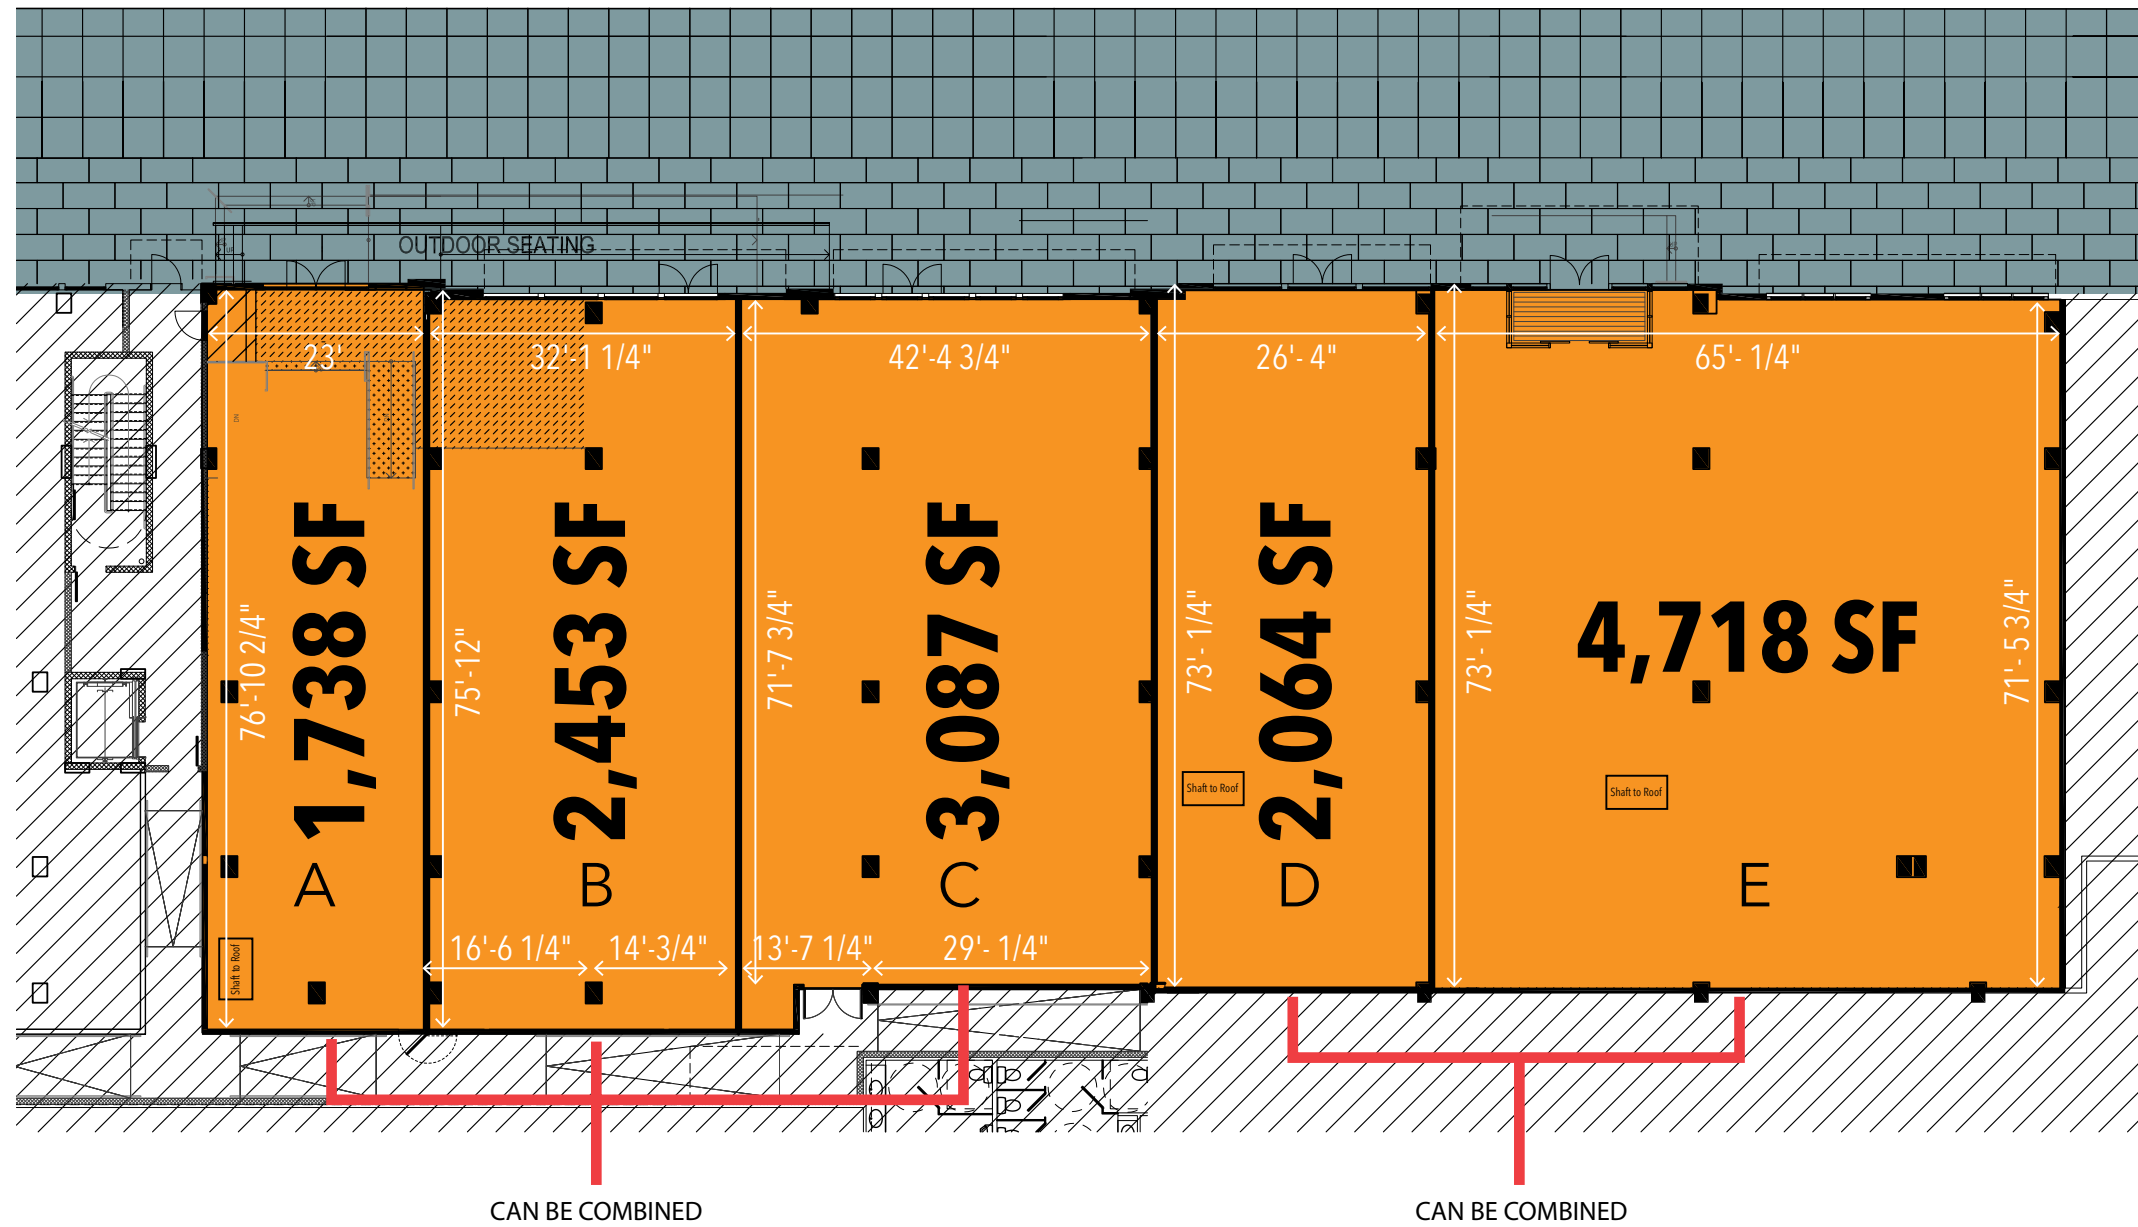 OUTDOOR SEATING
UP
23'
32'-1 1/4"
42'-4 3/4"
26'- 4"
65'- 1/4"
DN
76'-10 2/4"
1,738 SF
75'-12"
2,453 SF
71'-7 3/4"
3,087 SF
73'- 1/4"
2,064 SF
73'- 1/4"
4,718 SF
71'- 5 3/4"
Shaft to Roof
Shaft to Roof
A
B
C
D
E
Shaft to Roof
16'-6 1/4"
14'-3/4"
13'-7 1/4"
29'- 1/4"
CAN BE COMBINED
CAN BE COMBINED